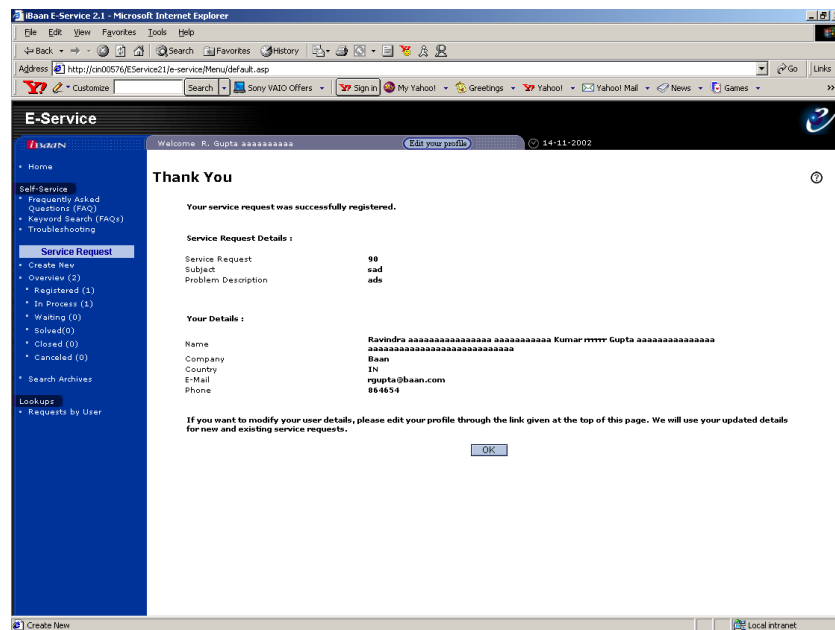 iBaan E-Service 2.1 - Microsoft Internet Explorer
File Edit View Favorites Tools Help
Back Search Favorites History
Address http://cin00576/EService21/e-service/Menu/default.asp Go Links
Y! Customize Search Sony VAIO Offers Sign in My Yahoo! Greetings Yahoo! Yahoo! Mail News Games »
E-Service
iBaan Welcome R. Gupta aaaaaaaaaa Edit your profile 14-11-2002
Home
Thank You
Self-Service
Frequently Asked
Questions (FAQ)
Keyword Search (FAQs)
Troubleshooting
Service Request
Create New
Overview (2)
Registered (1)
In Process (1)
Waiting (0)
Solved(0)
Closed (0)
Canceled (0)
Search Archives
Lookups
Requests by User
Your service request was successfully registered.
Service Request Details :
Service Request 90
Subject sad
Problem Description ads
Your Details :
Name Ravindra aaaaaaaaaaaaaaaa aaaaaaaaaaa Kumar rrrrrr Gupta aaaaaaaaaaaaaaa
aaaaaaaaaaaaaaaaaaaaaaaaaaaa
Company Baan
Country IN
E-Mail rgupta@baan.com
Phone 864654
If you want to modify your user details, please edit your profile through the link given at the top of this page. We will use your updated details
for new and existing service requests.
OK
Create New Local intranet